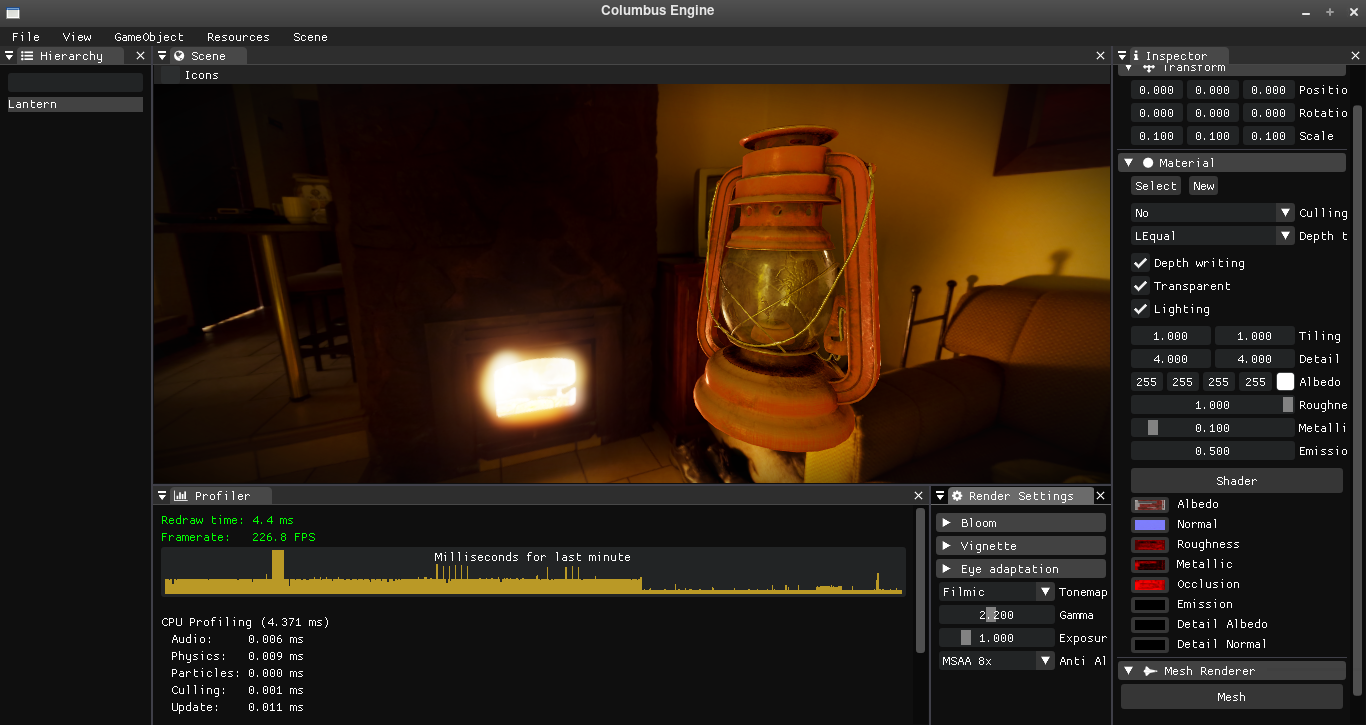 Columbus Engine
File View GameObject Resources Scene
Hierarchy
Lantern
Scene
Icons
Profiler
Redraw time: 4.4 ms
Framerate: 226.8 FPS
Milliseconds for last minute
CPU Profiling (4.371 ms)
Audio: 0.006 ms
Physics: 0.009 ms
Particles: 0.000 ms
Culling: 0.001 ms
Update: 0.011 ms
Render Settings
Bloom
Vignette
Eye adaptation
Filmic Tonemap
2.200 Gamma
1.000 Exposur
MSAA 8x Anti Al
Inspector
Transform
0.000 0.000 0.000 Positio
0.000 0.000 0.000 Rotatio
0.100 0.100 0.100 Scale
Material
Select New
No Culling
LEqual Depth t
Depth writing
Transparent
Lighting
1.000 1.000 Tiling
4.000 4.000 Detail
255 255 255 255 Albedo
1.000 Roughne
0.100 Metalli
0.500 Emissio
Shader
Albedo
Normal
Roughness
Metallic
Occlusion
Emission
Detail Albedo
Detail Normal
Mesh Renderer
Mesh